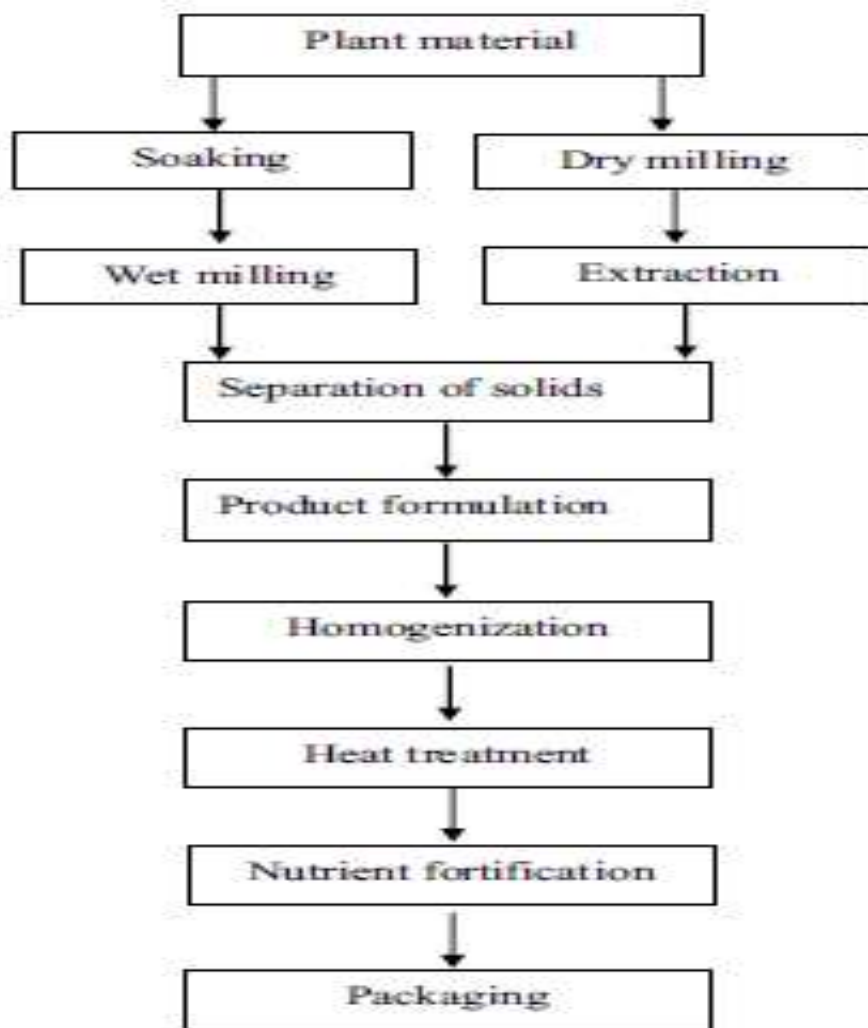 Plant material
Soaking
Dry milling
Wet milling
Extraction
Separation of solids
Product formulation
Homogenization
Heat treatment
Nutrient fortification
Packaging